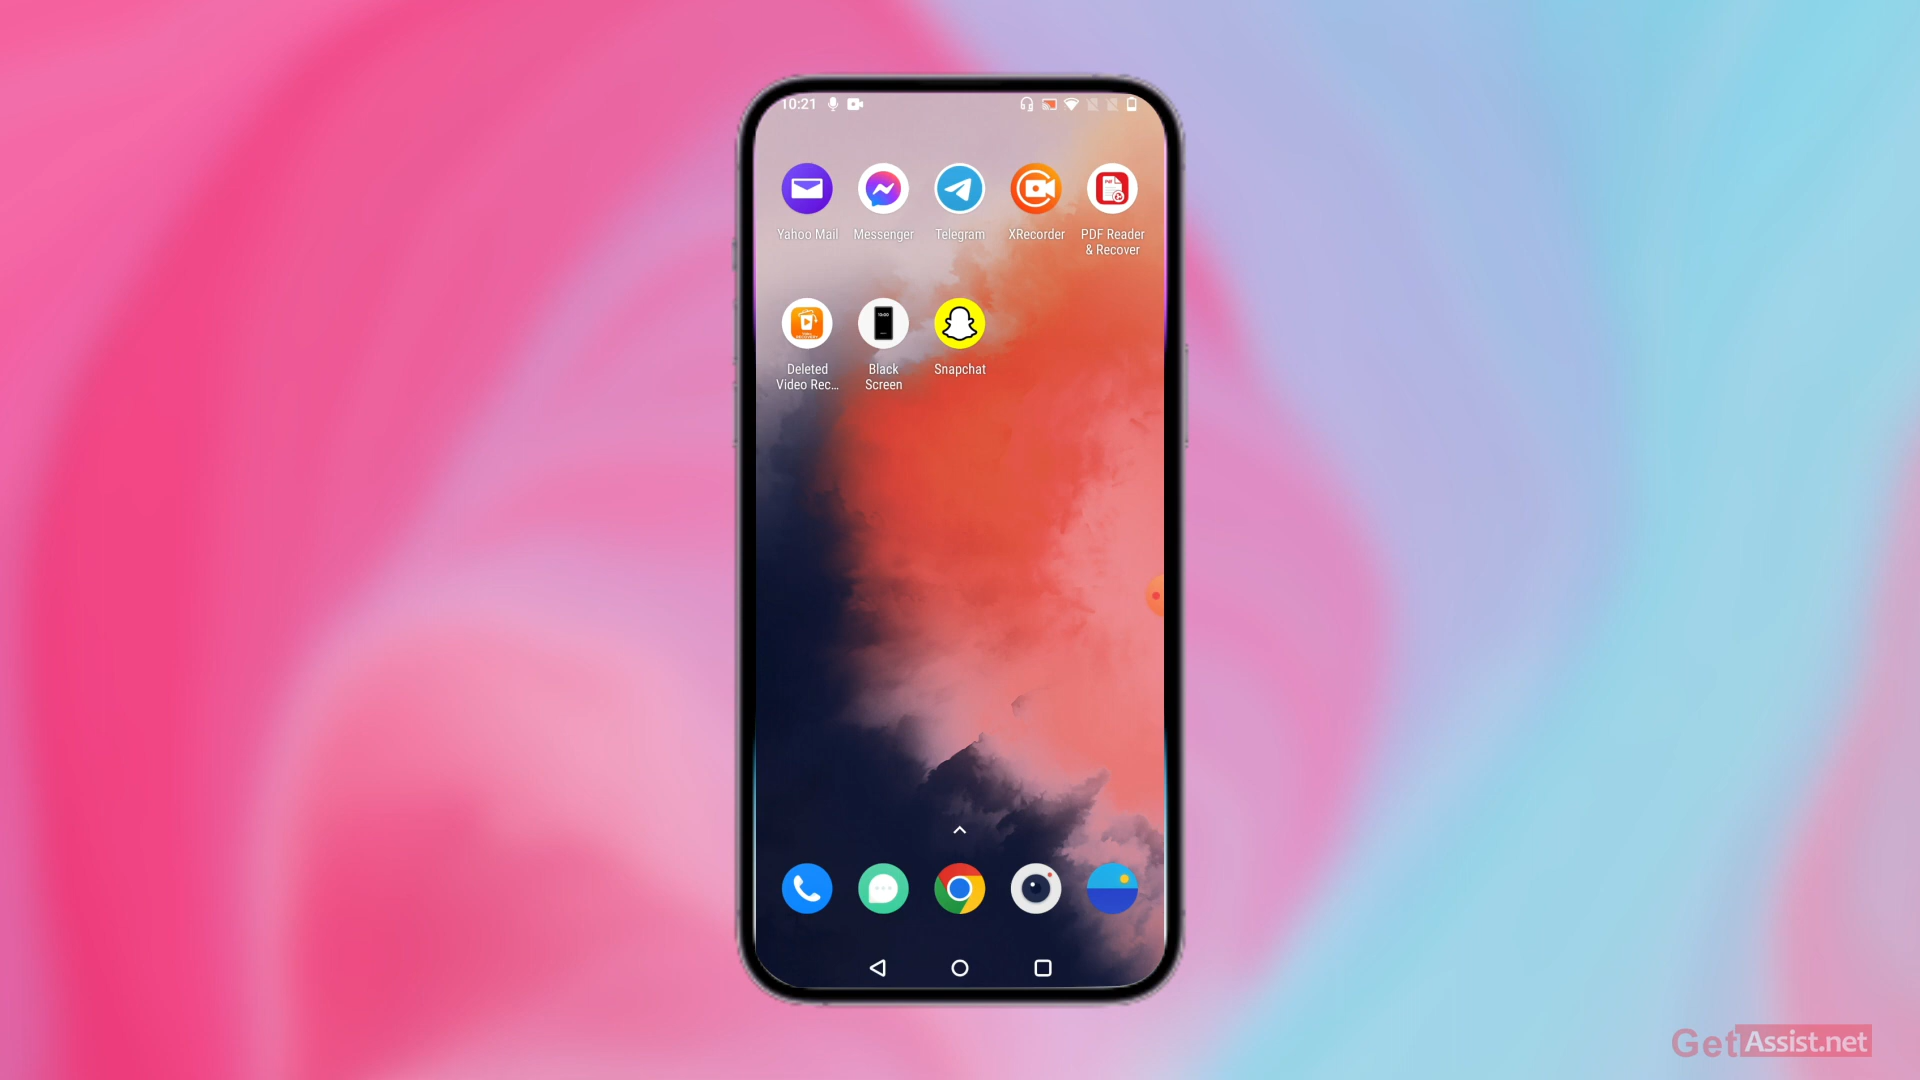 10:21
Yahoo Mail Messenger Telegram XRecorder PDF Reader
& Recover
Deleted Black Snapchat
Video Rec... Screen
GetAssist.net